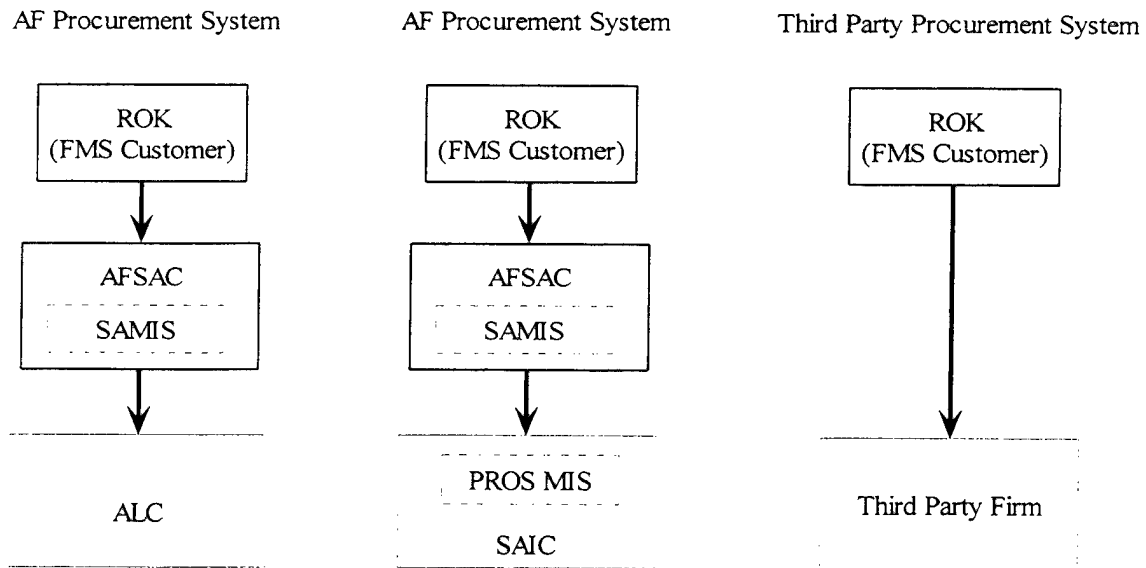 AF Procurement System
AF Procurement System
Third Party Procurement System
ROK
(FMS Customer)
ROK
(FMS Customer)
ROK
(FMS Customer)
AFSAC
SAMIS
AFSAC
SAMIS
ALC
PROS MIS
SAIC
Third Party Firm